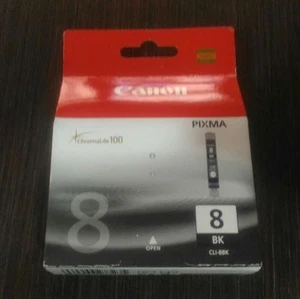 Canon
PIXMA
ChromaLife100
8
8
BK
OPEN
CLI-8BK